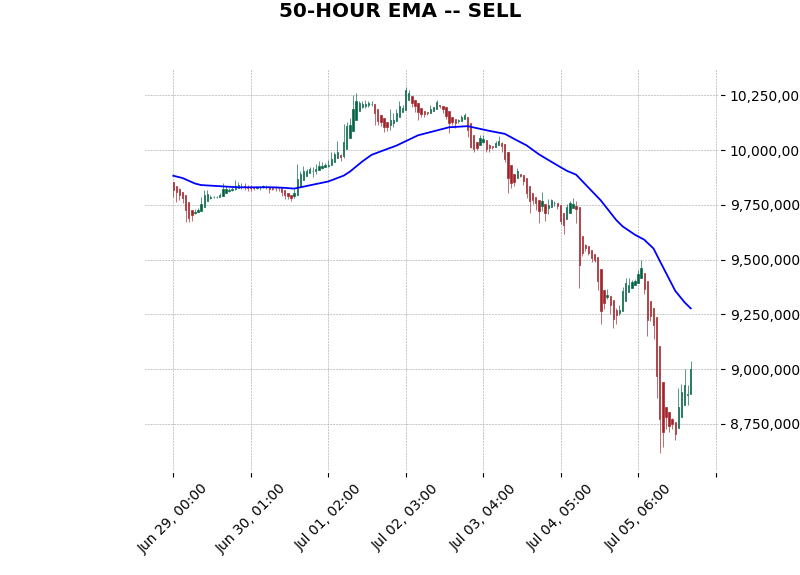 50-HOUR EMA -- SELL
10,250,00
10,000,00
9,750,000
9,500,000
9,250,000
9,000,000
8,750,000
Jun 29, 00:00
Jun 30, 01:00
Jul 01, 02:00
Jul 02, 03:00
Jul 03, 04:00
Jul 04, 05:00
Jul 05, 06:00